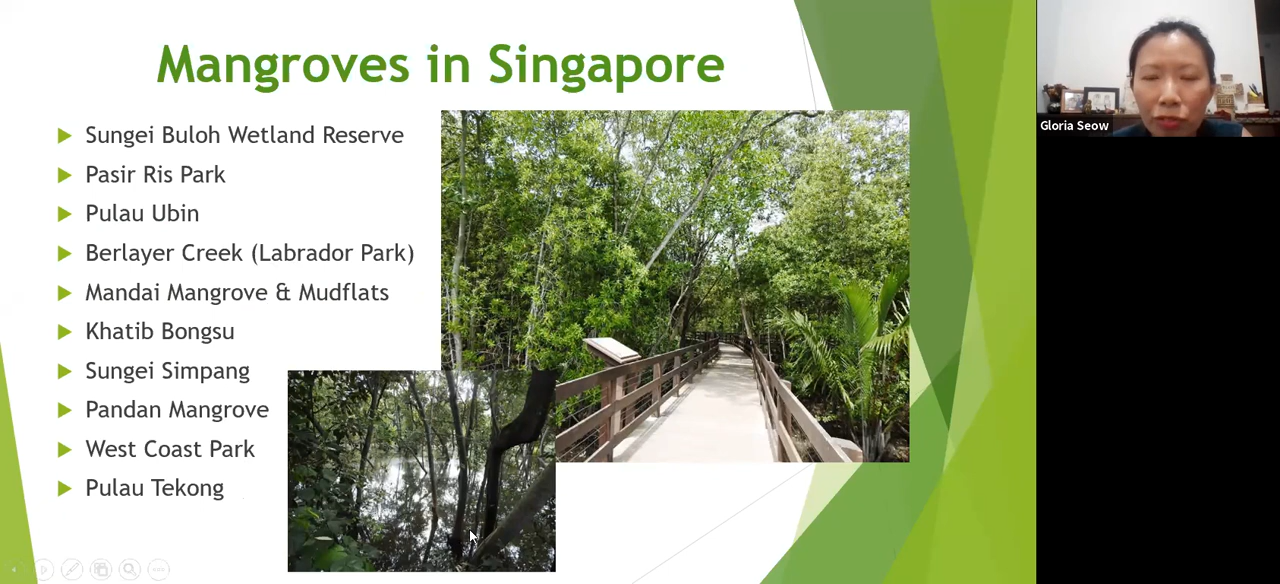 Mangroves in Singapore
Sungei Buloh Wetland Reserve
Pasir Ris Park
Pulau Ubin
Berlayer Creek (Labrador Park)
Mandai Mangrove & Mudflats
Khatib Bongsu
Sungei Simpang
Pandan Mangrove
West Coast Park
Pulau Tekong
Gloria Seow